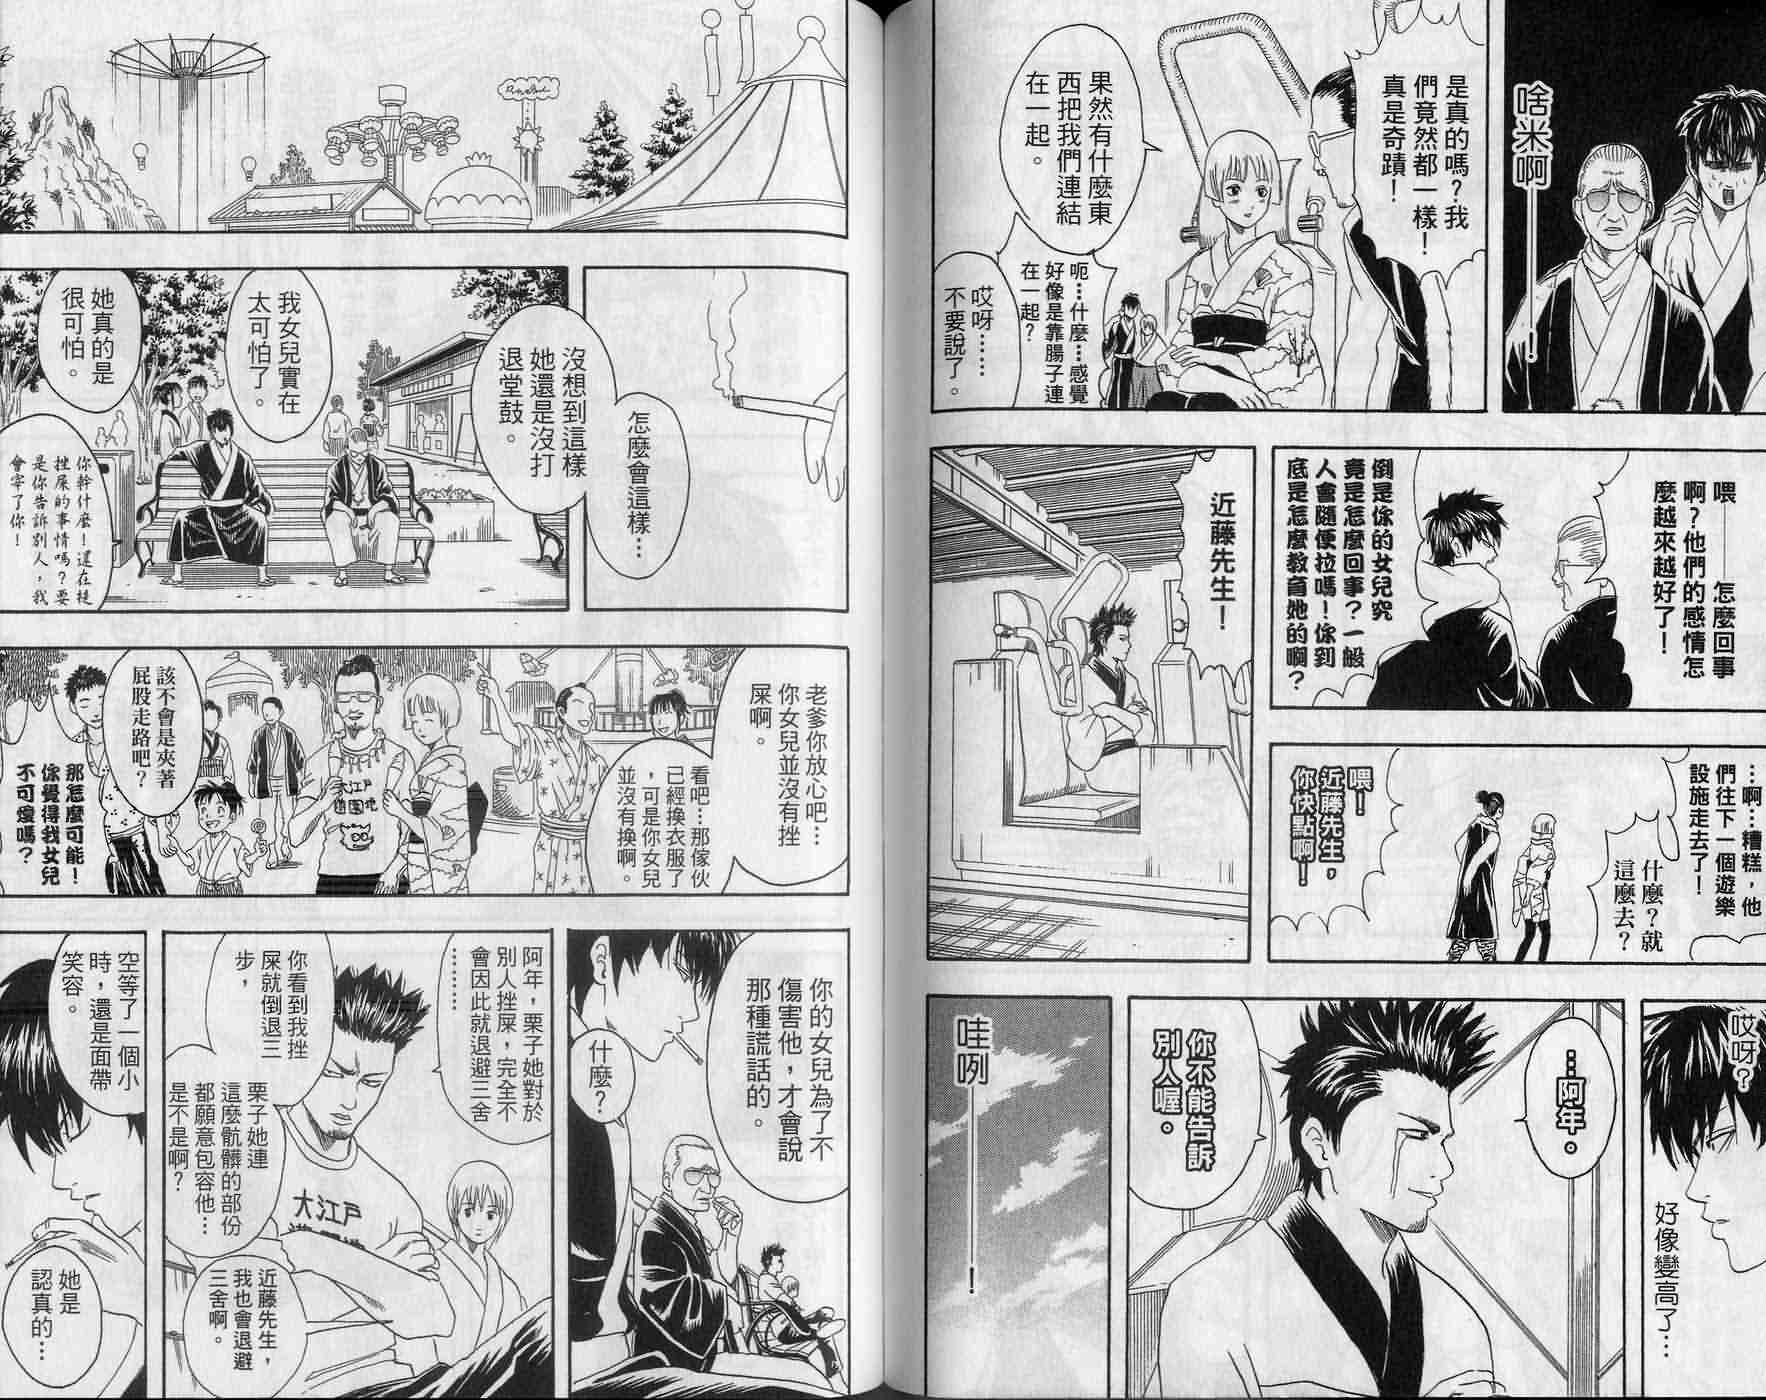 啥米啊——！
是真的嗎？我
們竟然都一樣！
真是奇蹟！
果然有什麼東
西把我們連結
在一起。
呃…什麼…感覺
好像是靠腸子連
在一起？
哎呀……
不要說了。
喂——怎麼回事
啊？他們的感情怎
麼越來越好了！
倒是你的女兒究
竟是怎麼回事？一般
人會隨便拉嗎！你到
底是怎麼教育她的啊？
…啊…糟糕，他
們往下一個遊樂
設施走去了！
什麼？就
這麼去？
喂！
近藤先生，
你快點啊！
近藤先生！
哎呀？
好像變高了…
…阿年。
你不能告訴
別人喔。
哇咧——！
怎麼會這樣…
沒想到這樣
她還是沒打
退堂鼓。
我女兒實在
太可怕了。
她真的是
很可怕。
你幹什麼！還在提
挫屎的事情嗎？要
是你告訴別人，我
會宰了你！
老爹你放心吧…
你女兒並沒有挫
屎啊。
看吧…那傢伙
已經換衣服了
，可是你女兒
並沒有換啊。
大江戶
遊園地
該不會是夾著
屁股走路吧？
那怎麼可能！
你覺得我女兒
不可愛嗎？
你的女兒為了不
傷害他，才會說
那種謊話的。
什麼？
阿年，栗子她對於
別人挫屎，完全不
會因此就退避三舍
………
你看到我挫
屎就倒退三
步，
栗子她連
這麼骯髒的部份
都願意包容他…
是不是啊？
大江戶
近藤先生，
我也會退避
三舍啊。
空等了一個小
時，還是面帶
笑容。
她是
認真的…